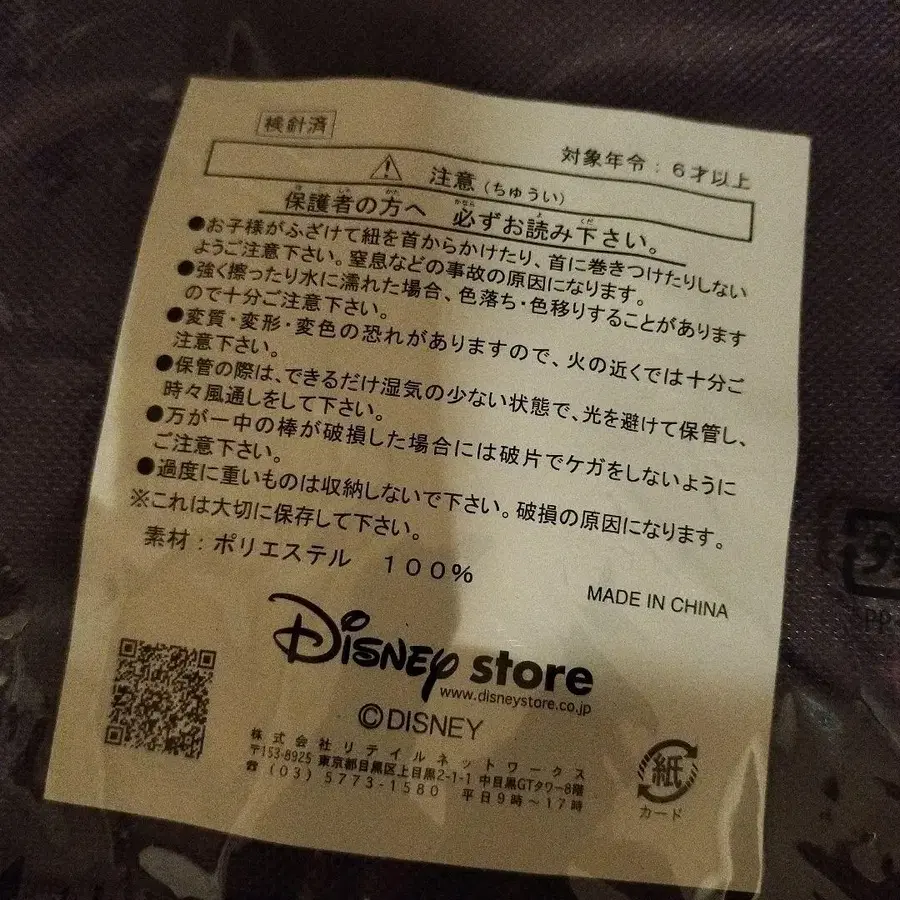 検針済
対象年令：６才以上
注意（ちゅうい）
保護者の方へ 必ずお読み下さい。
●お子様がふざけて紐を首からかけたり、首に巻きつけたりしない
ようご注意下さい。窒息などの事故の原因になります。
●強く擦ったり水に濡れた場合、色落ち・色移りすることがあります
ので十分ご注意下さい。
●変質・変形・変色の恐れがありますので、火の近くでは十分ご
注意下さい。
●保管の際は、できるだけ湿気の少ない状態で、光を避けて保管し、
時々風通しをして下さい。
●万が一中の棒が破損した場合には破片でケガをしないように
ご注意下さい。
●過度に重いものは収納しないで下さい。破損の原因になります。
※これは大切に保存して下さい。
素材：ポリエステル　１００％
MADE IN CHINA
Disney store
www.disneystore.co.jp
©DISNEY
株式会社リテイルネットワークス
〒153-8925 東京都目黒区上目黒2-1-1 中目黒GTタワー8階
☎（03）5773-1580 平日9時〜17時
紙
カード
PP